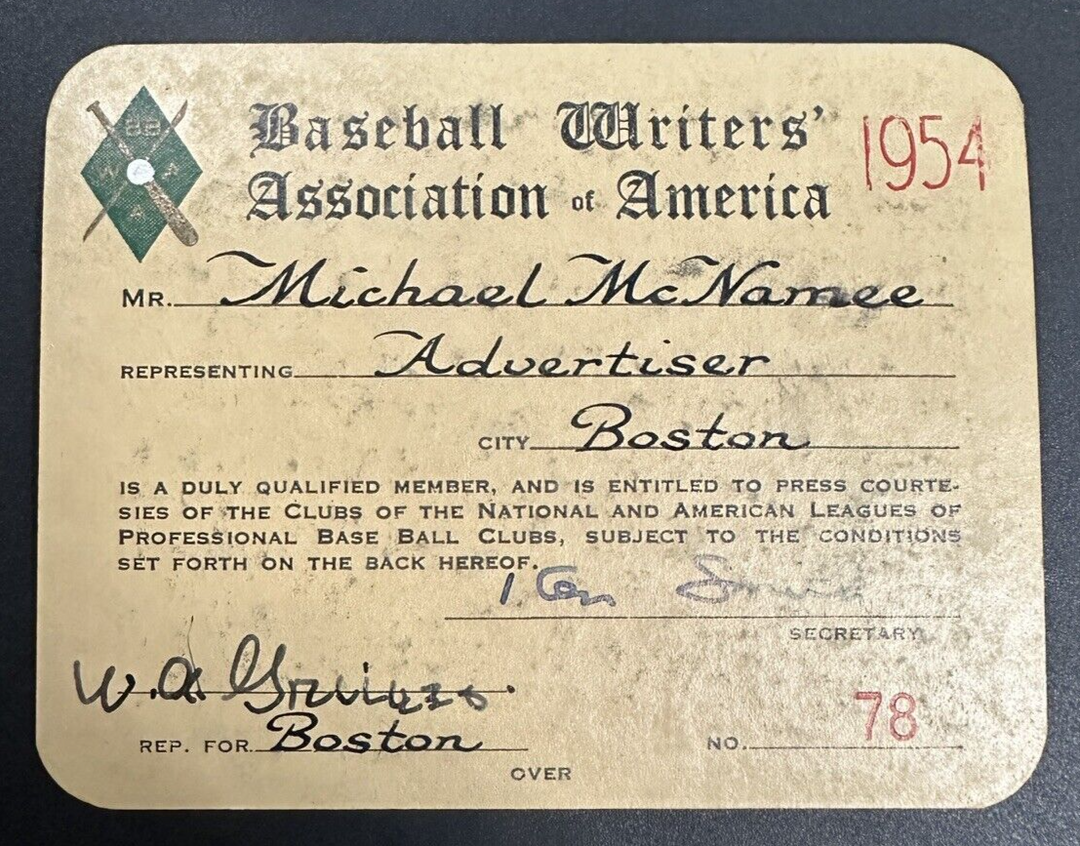 Baseball Writers' 1954
Association of America
MR. Michael McNamee
REPRESENTING Advertiser
CITY Boston
IS A DULY QUALIFIED MEMBER, AND IS ENTITLED TO PRESS COURTE-
SIES OF THE CLUBS OF THE NATIONAL AND AMERICAN LEAGUES OF
PROFESSIONAL BASE BALL CLUBS, SUBJECT TO THE CONDITIONS
SET FORTH ON THE BACK HEREOF.
Ken Smith
SECRETARY
W.A.
REP. FOR Boston
NO. 78
OVER